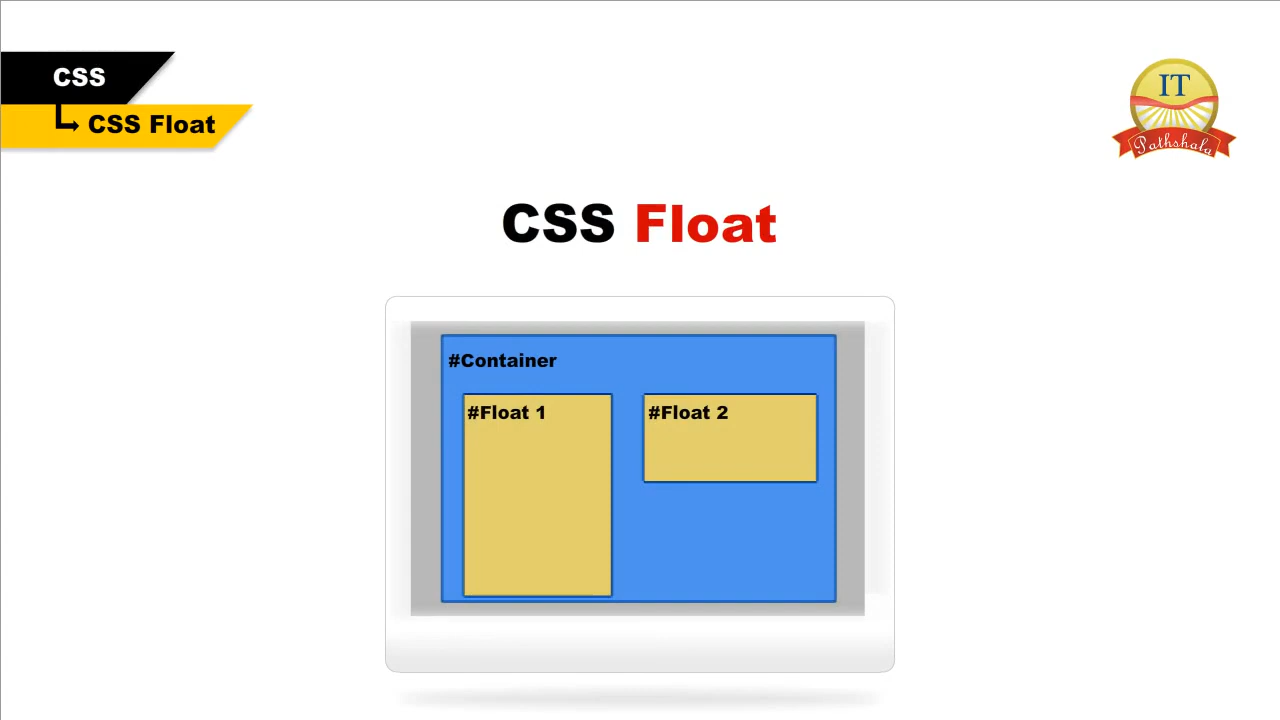 CSS
CSS Float
IT
Pathshala
CSS Float
#Container
#Float 1
#Float 2